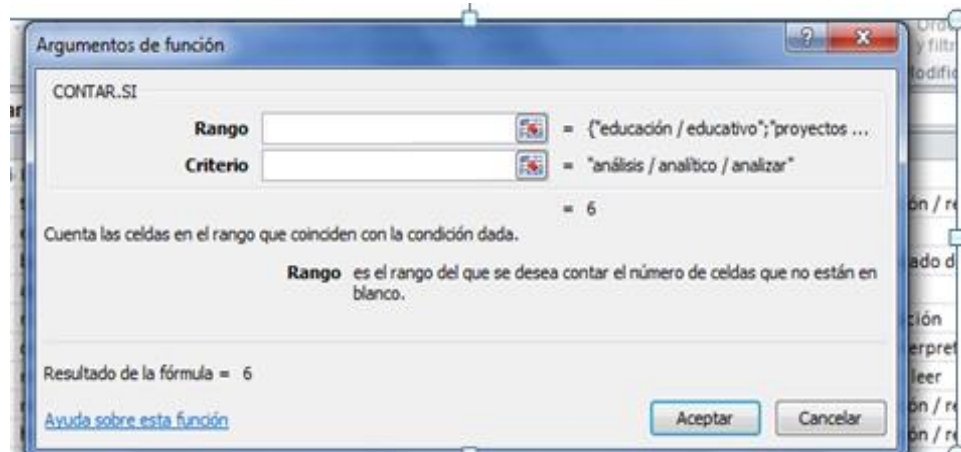 Argumentos de función
y filtr
CONTAR.SI
Rango = {"educación / educativo";"proyectos ...
Criterio = "análisis / analítico / analizar"
= 6
Cuenta las celdas en el rango que coinciden con la condición dada.
Rango es el rango del que se desea contar el número de celdas que no están en
blanco.
Resultado de la fórmula = 6
leer
Ayuda sobre esta función Aceptar Cancelar